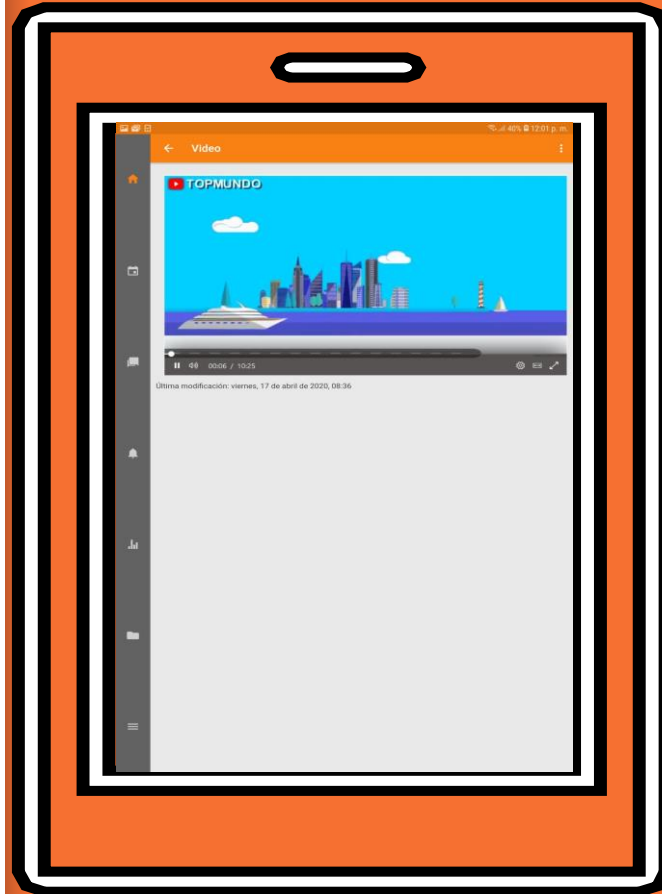 40% 12:01 p. m.
Video
TOPMUNDO
00:06 / 10:25
Última modificación: viernes, 17 de abril de 2020, 08:36